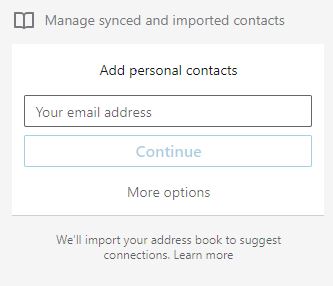 Manage synced and imported contacts
Add personal contacts
Your email address
Continue
More options
We'll import your address book to suggest
connections. Learn more